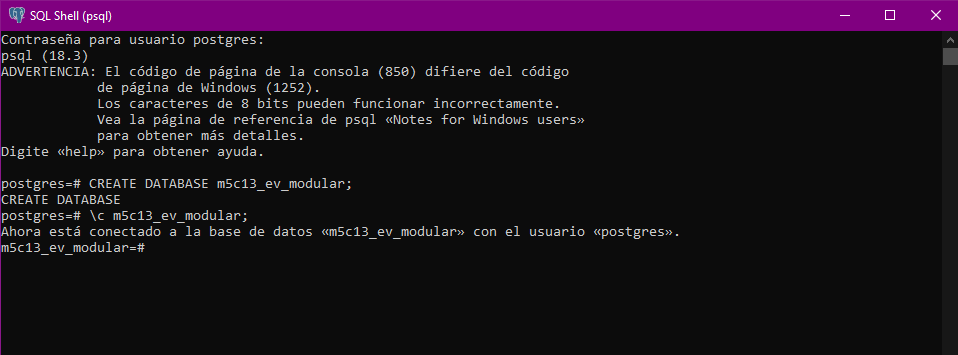 SQL Shell (psql)
Contraseña para usuario postgres:
psql (18.3)
ADVERTENCIA: El código de página de la consola (850) difiere del código
de página de Windows (1252).
Los caracteres de 8 bits pueden funcionar incorrectamente.
Vea la página de referencia de psql «Notes for Windows users»
para obtener más detalles.
Digite «help» para obtener ayuda.
postgres=# CREATE DATABASE m5c13_ev_modular;
CREATE DATABASE
postgres=# \c m5c13_ev_modular;
Ahora está conectado a la base de datos «m5c13_ev_modular» con el usuario «postgres».
m5c13_ev_modular=#